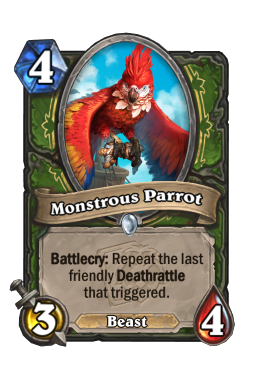 4
Monstrous Parrot
Battlecry: Repeat the last
friendly Deathrattle
that triggered.
3
Beast
4